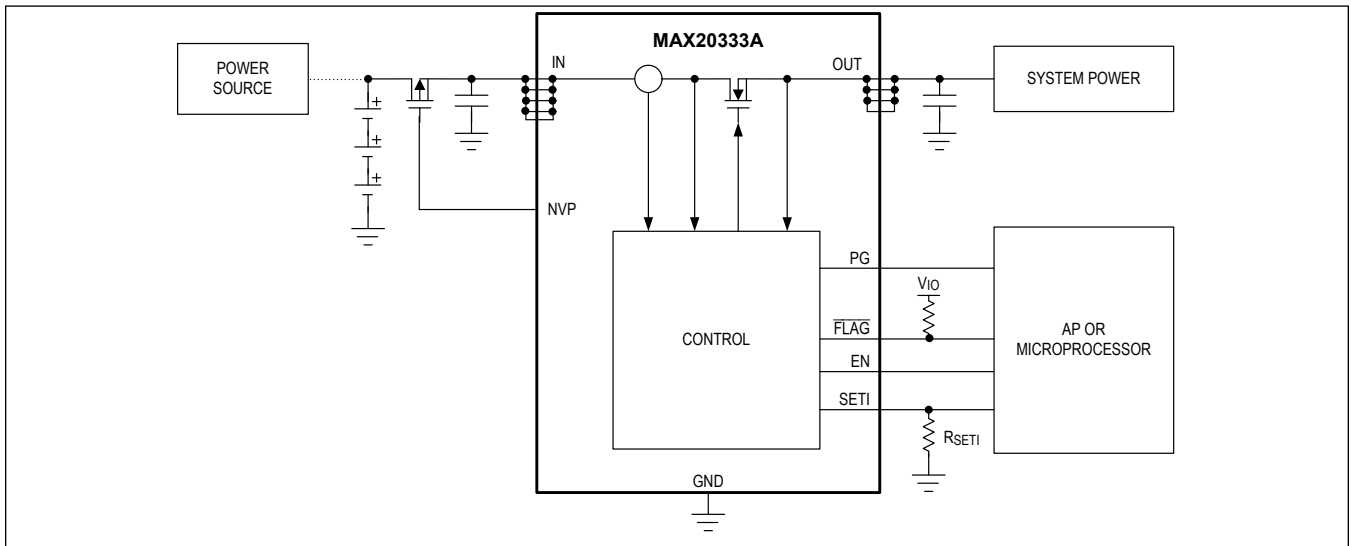 MAX20333A
POWER
SOURCE
IN
OUT
SYSTEM POWER
+
+
+
NVP
PG
VIO
CONTROL
FLAG
AP OR
MICROPROCESSOR
EN
SETI
RSETI
GND